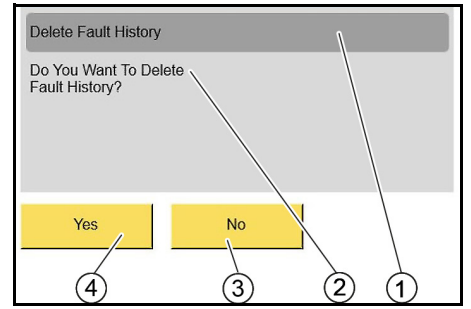 Delete Fault History
Do You Want To Delete
Fault History?
Yes No
4 3 2 1